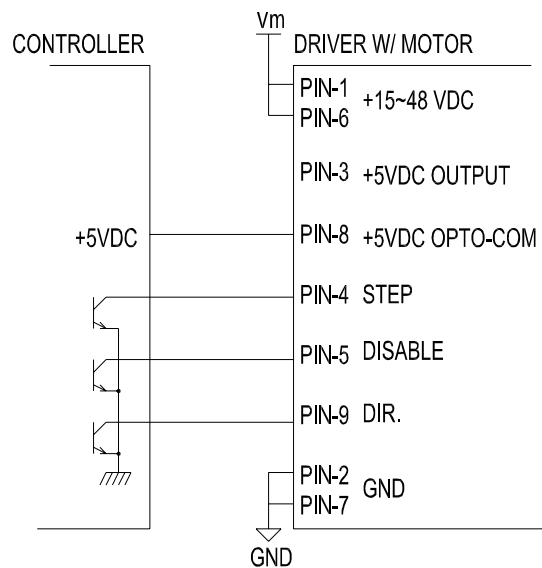 Vm
CONTROLLER
DRIVER W/ MOTOR
PIN-1
+15~48 VDC
PIN-6
PIN-3 +5VDC OUTPUT
+5VDC
PIN-8 +5VDC OPTO-COM
PIN-4 STEP
PIN-5 DISABLE
PIN-9 DIR.
PIN-2
GND
PIN-7
GND